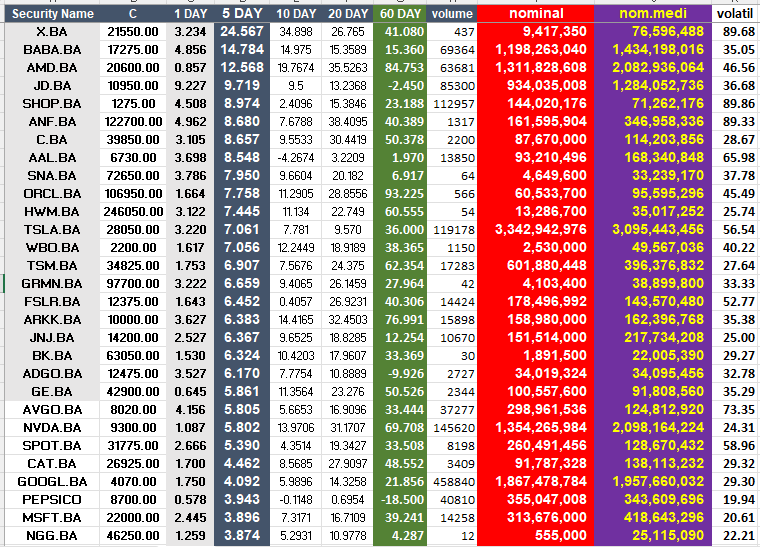 Security Name C 1 DAY 5 DAY 10 DAY 20 DAY 60 DAY volume nominal nom.medi volatil
X.BA 21550.00 3.234 24.567 34.898 26.765 41.080 437 9,417,350 76,596,488 89.68
BABA.BA 17275.00 4.856 14.784 14.975 15.3589 15.360 69364 1,198,263,040 1,434,198,016 35.05
AMD.BA 20600.00 0.857 12.568 19.7674 35.5263 84.753 63681 1,311,828,608 2,082,936,064 46.56
JD.BA 10950.00 9.227 9.719 9.5 13.2368 -2.450 85300 934,035,008 1,284,052,736 36.68
SHOP.BA 1275.00 4.508 8.974 2.4096 15.3846 23.188 112957 144,020,176 71,262,176 89.86
ANF.BA 122700.00 4.962 8.680 7.6788 38.4095 40.389 1317 161,595,904 346,958,336 89.33
C.BA 39850.00 3.105 8.657 9.5533 30.4419 50.378 2200 87,670,000 114,203,856 28.67
AAL.BA 6730.00 3.698 8.548 -4.2674 3.2209 1.970 13850 93,210,496 168,340,848 65.98
SNA.BA 72650.00 3.786 7.950 9.6604 20.182 6.917 64 4,649,600 33,239,170 37.78
ORCL.BA 106950.00 1.664 7.758 11.2905 28.8556 93.225 566 60,533,700 95,595,296 45.49
HWM.BA 246050.00 3.122 7.445 11.134 22.749 60.555 54 13,286,700 35,017,252 25.74
TSLA.BA 28050.00 3.220 7.061 7.781 9.570 36.000 119178 3,342,942,976 3,095,443,456 56.54
WBO.BA 2200.00 1.617 7.056 12.2449 18.9189 38.365 1150 2,530,000 49,567,036 40.22
TSM.BA 34825.00 1.753 6.907 7.5676 24.375 62.354 17283 601,880,448 396,376,832 27.64
GRMN.BA 97700.00 3.222 6.659 9.4065 26.1459 27.964 42 4,103,400 38,899,800 33.33
FSLR.BA 12375.00 1.643 6.452 0.4057 26.9231 40.306 14424 178,496,992 143,570,480 52.77
ARKK.BA 10000.00 3.627 6.383 14.4165 32.4503 76.991 15898 158,980,000 162,396,768 35.38
JNJ.BA 14200.00 2.527 6.367 9.6525 18.8285 12.254 10670 151,514,000 217,734,208 25.00
BK.BA 63050.00 1.530 6.324 10.4203 17.9607 33.369 30 1,891,500 22,005,390 29.27
ADGO.BA 12475.00 3.527 6.170 7.7754 10.8889 -9.926 2727 34,019,324 34,095,456 32.78
GE.BA 42900.00 0.645 5.861 11.3564 23.276 50.526 2344 100,557,600 91,808,560 35.29
AVGO.BA 8020.00 4.156 5.805 5.6653 16.9096 33.444 37277 298,961,536 124,812,920 73.35
NVDA.BA 9300.00 1.087 5.802 13.9706 31.1707 69.708 145620 1,354,265,984 2,098,164,224 24.31
SPOT.BA 31775.00 2.666 5.390 4.3514 19.3427 33.508 8198 260,491,456 128,670,432 58.96
CAT.BA 26925.00 1.700 4.462 8.5685 27.9097 48.552 3409 91,787,328 138,113,232 29.32
GOOGL.BA 4070.00 1.750 4.092 5.9896 14.3258 21.856 458840 1,867,478,784 1,957,660,032 29.30
PEPSICO 8700.00 0.578 3.943 -0.1148 0.6954 -18.500 40810 355,047,008 343,609,696 19.94
MSFT.BA 22000.00 2.445 3.896 7.3171 16.7109 39.241 14258 313,676,000 418,643,296 20.61
NGG.BA 46250.00 1.259 3.874 5.2931 10.9778 4.287 12 555,000 25,115,090 22.21